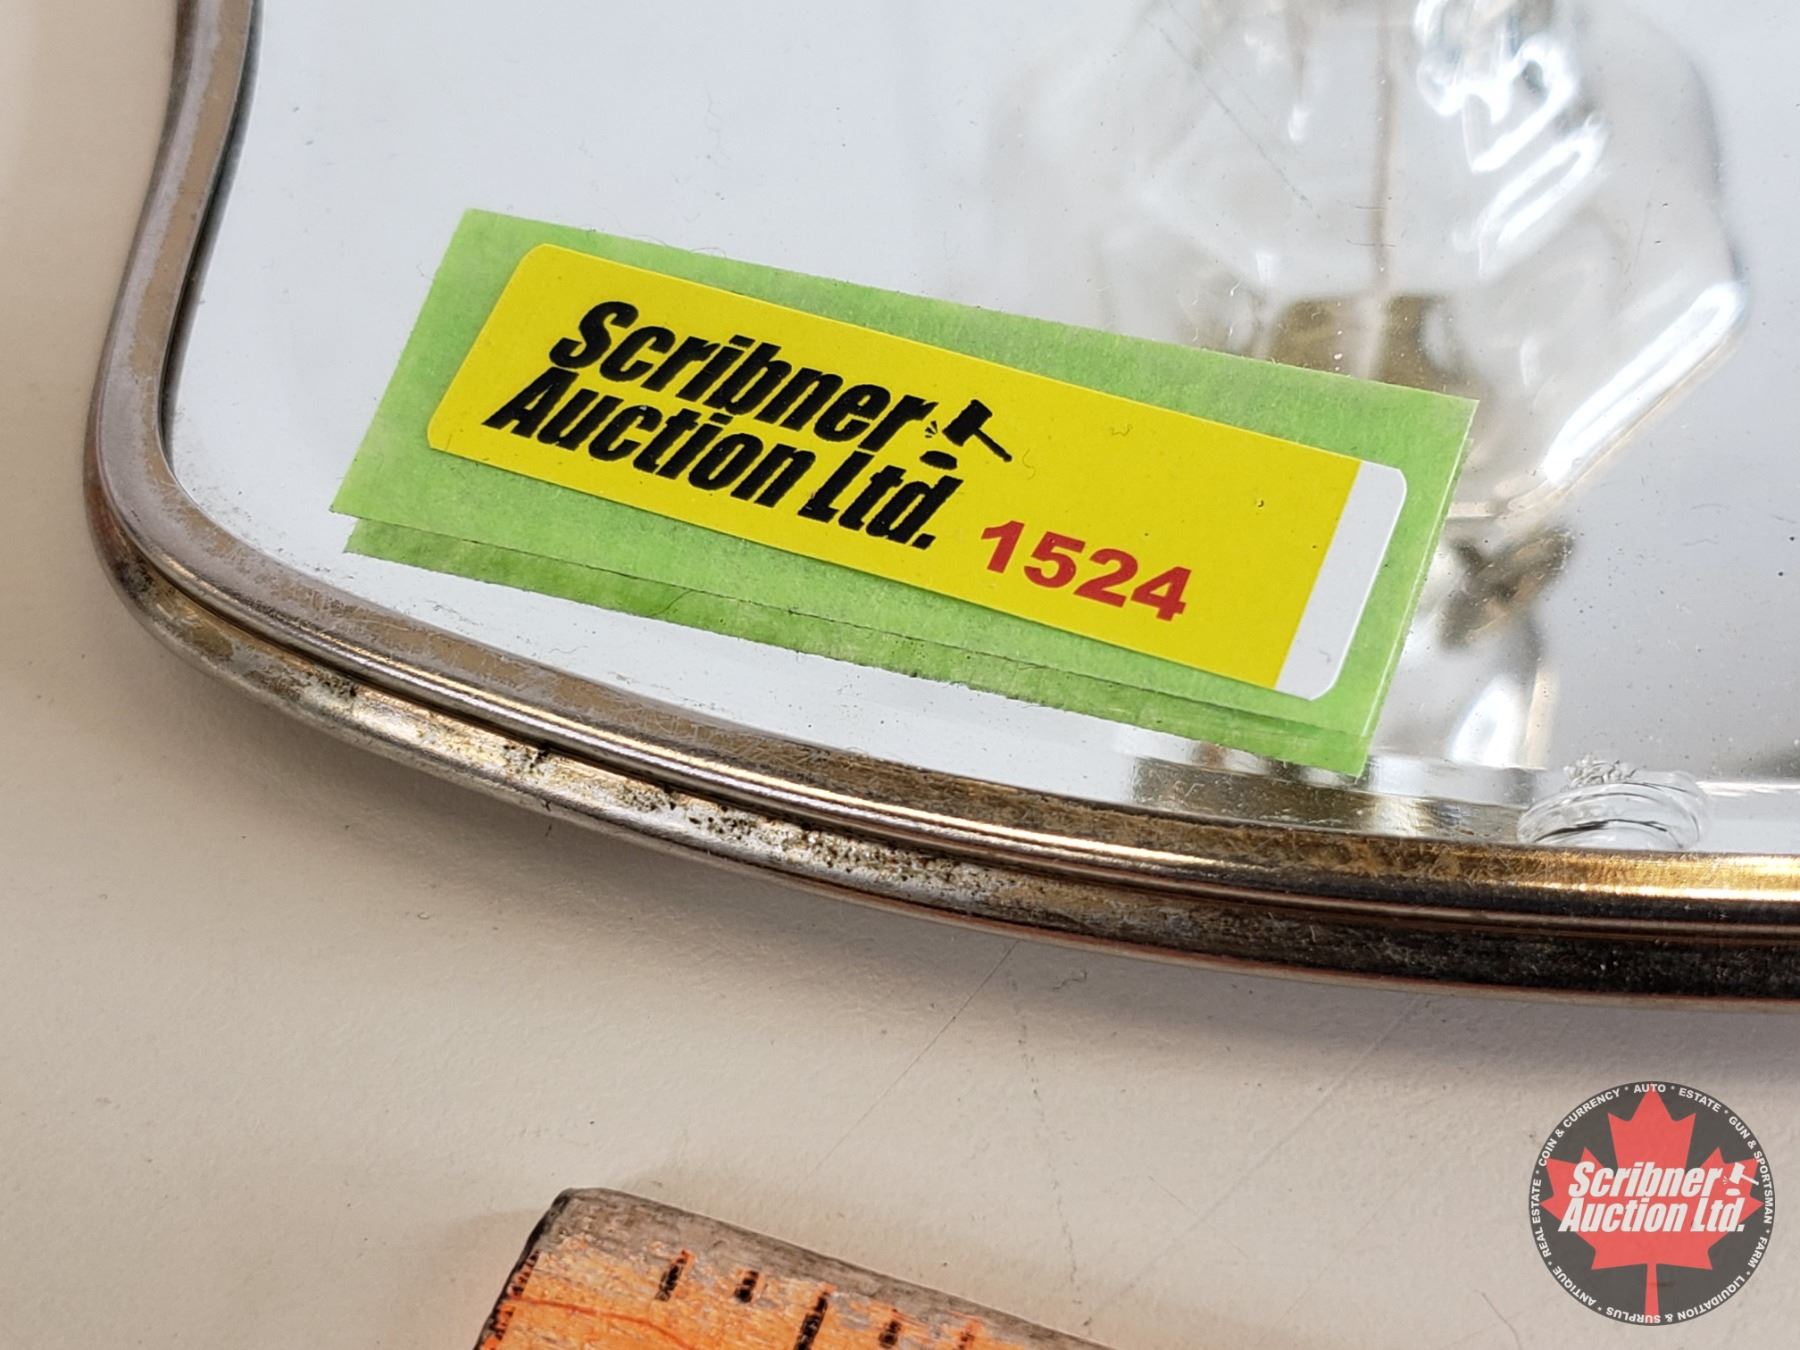 Scribner
Auction Ltd.
1524
COIN & CURRENCY * AUTO * ESTATE * GUN & SPORTSMAN * FARM * LIQUIDATION & SURPLUS * ANTIQUE * REAL ESTATE *
Scribner
Auction Ltd.